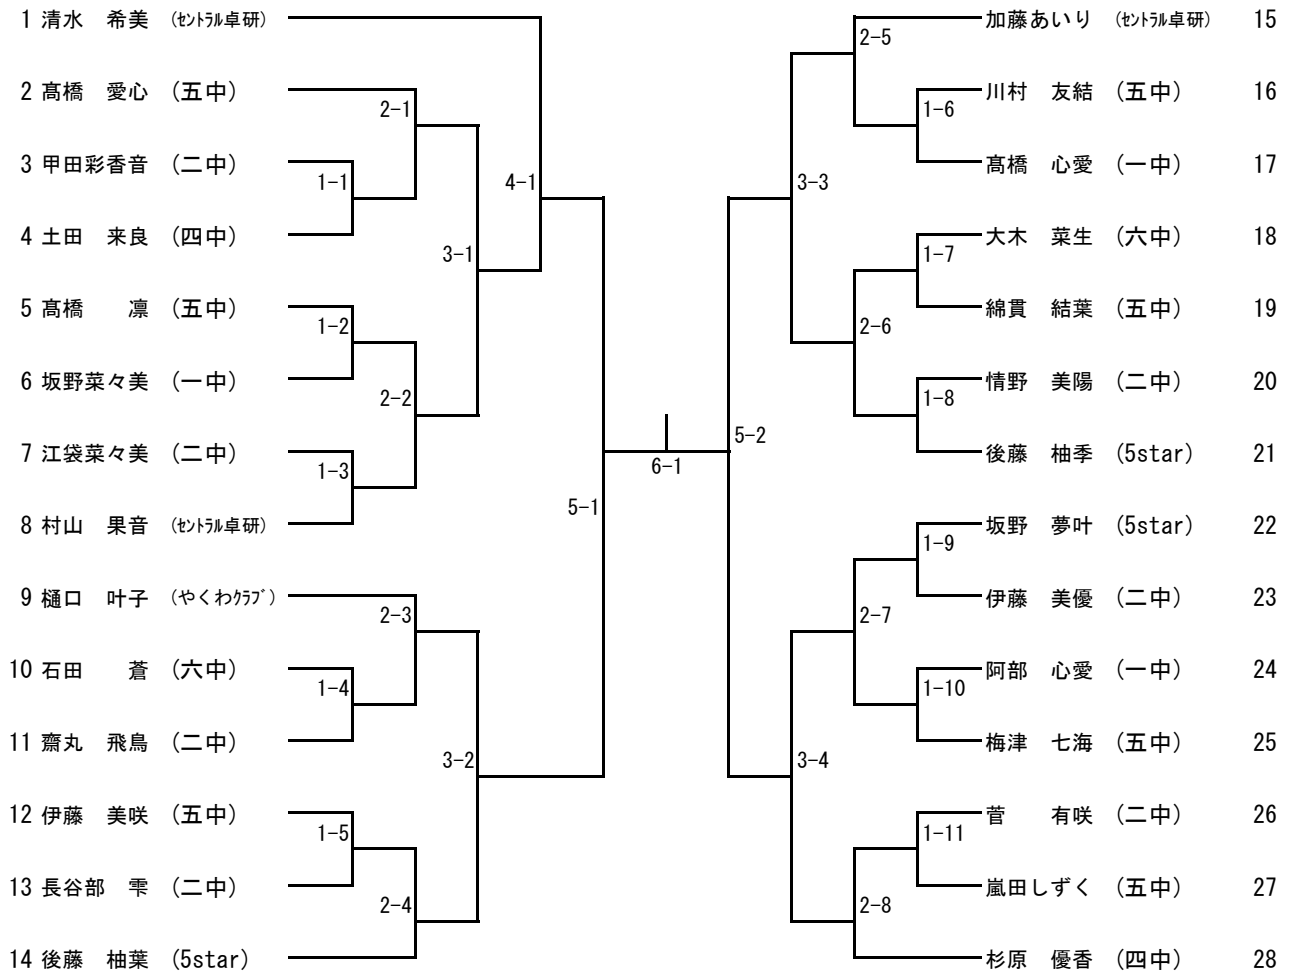 1 清水　希美 (ｾﾝﾄﾗﾙ卓研)
2 髙橋　愛心 (五中)
3 甲田彩香音 (二中)
4 土田　来良 (四中)
5 髙橋　　凛 (五中)
6 坂野菜々美 (一中)
7 江袋菜々美 (二中)
8 村山　果音 (ｾﾝﾄﾗﾙ卓研)
9 樋口　叶子 (やくわｸﾗﾌﾞ)
10 石田　　蒼 (六中)
11 齋丸　飛鳥 (二中)
12 伊藤　美咲 (五中)
13 長谷部　雫 (二中)
14 後藤　柚葉 (5star)
2-1
1-1
4-1
3-1
1-2
2-2
1-3
5-1
2-3
1-4
3-2
1-5
2-4
6-1
5-2
2-5
1-6
3-3
1-7
2-6
1-8
1-9
2-7
1-10
3-4
1-11
2-8
加藤あいり (ｾﾝﾄﾗﾙ卓研) 15
川村　友結 (五中) 16
髙橋　心愛 (一中) 17
大木　菜生 (六中) 18
綿貫　結葉 (五中) 19
情野　美陽 (二中) 20
後藤　柚季 (5star) 21
坂野　夢叶 (5star) 22
伊藤　美優 (二中) 23
阿部　心愛 (一中) 24
梅津　七海 (五中) 25
菅　　有咲 (二中) 26
嵐田しずく (五中) 27
杉原　優香 (四中) 28